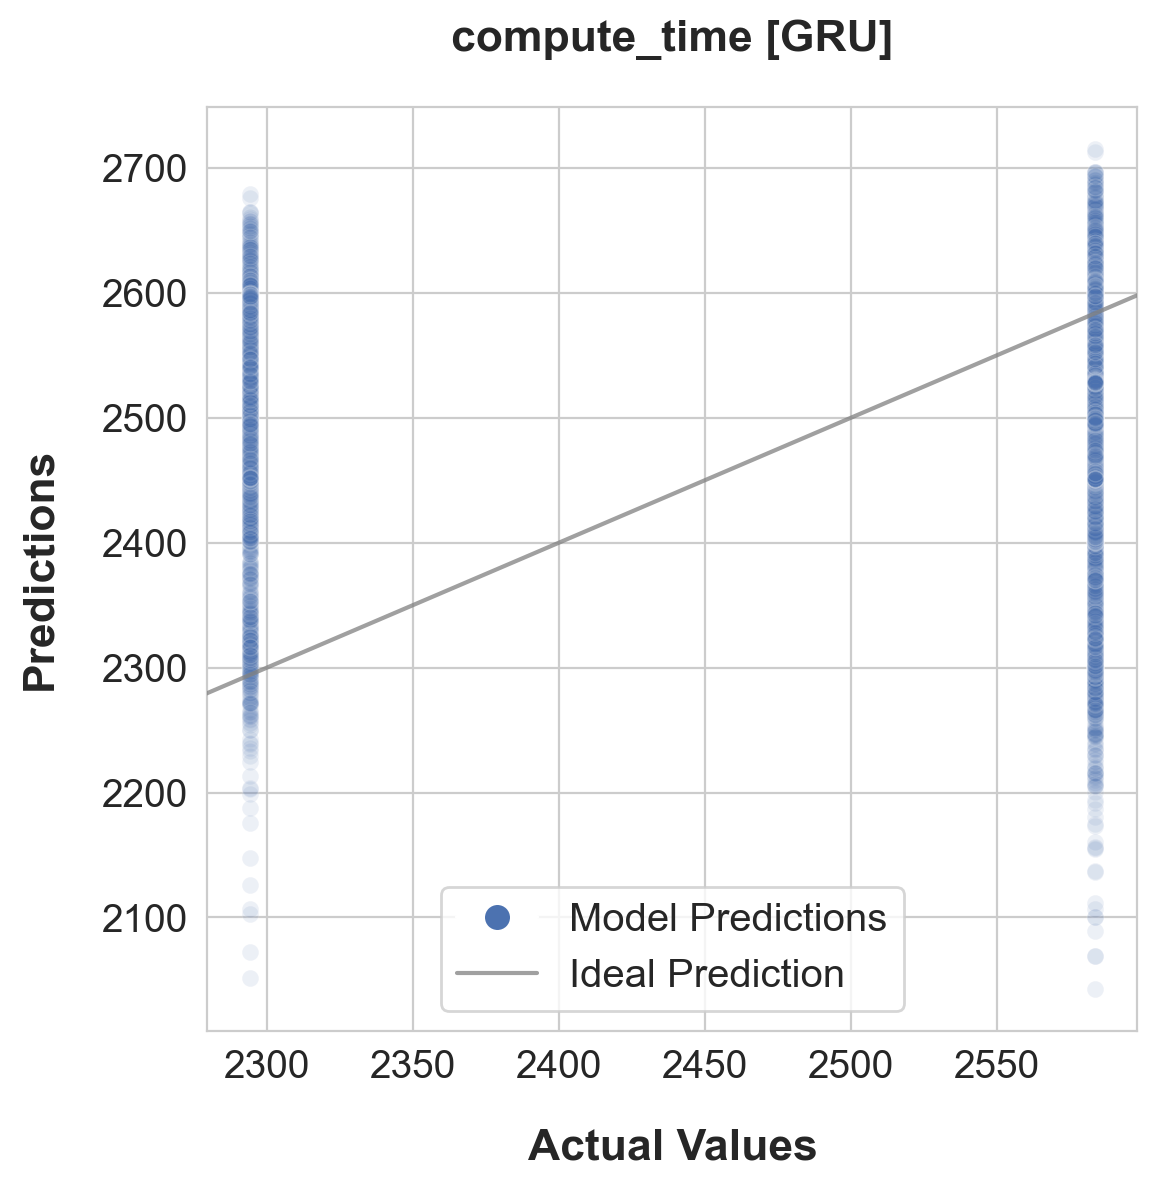 compute_time [GRU]
2700
2600
2500
2400
2300
2200
2100
Predictions
Model Predictions
Ideal Prediction
2300 2350 2400 2450 2500 2550
Actual Values